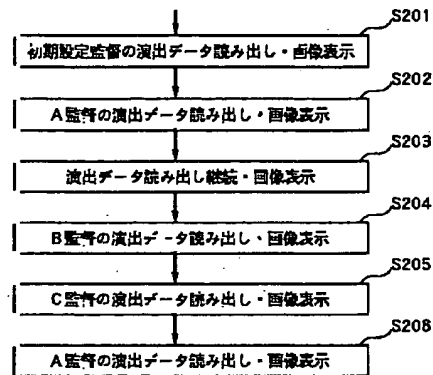 S201
初期設定監督の演出データ読み出し・画像表示
S202
A監督の演出データ読み出し・画像表示
S203
演出データ読み出し継続・画像表示
S204
B監督の演出データ読み出し・画像表示
S205
C監督の演出データ読み出し・画像表示
S206
A監督の演出データ読み出し・画像表示